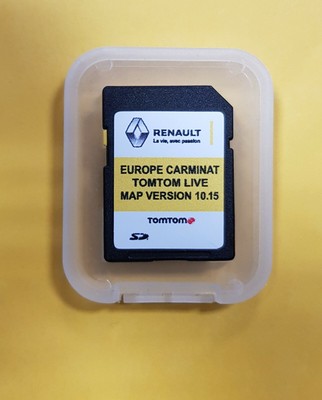 RENAULT
La vie, avec passion
EUROPE CARMINAT
TOMTOM LIVE
MAP VERSION 10.15
TOMTOM
SD